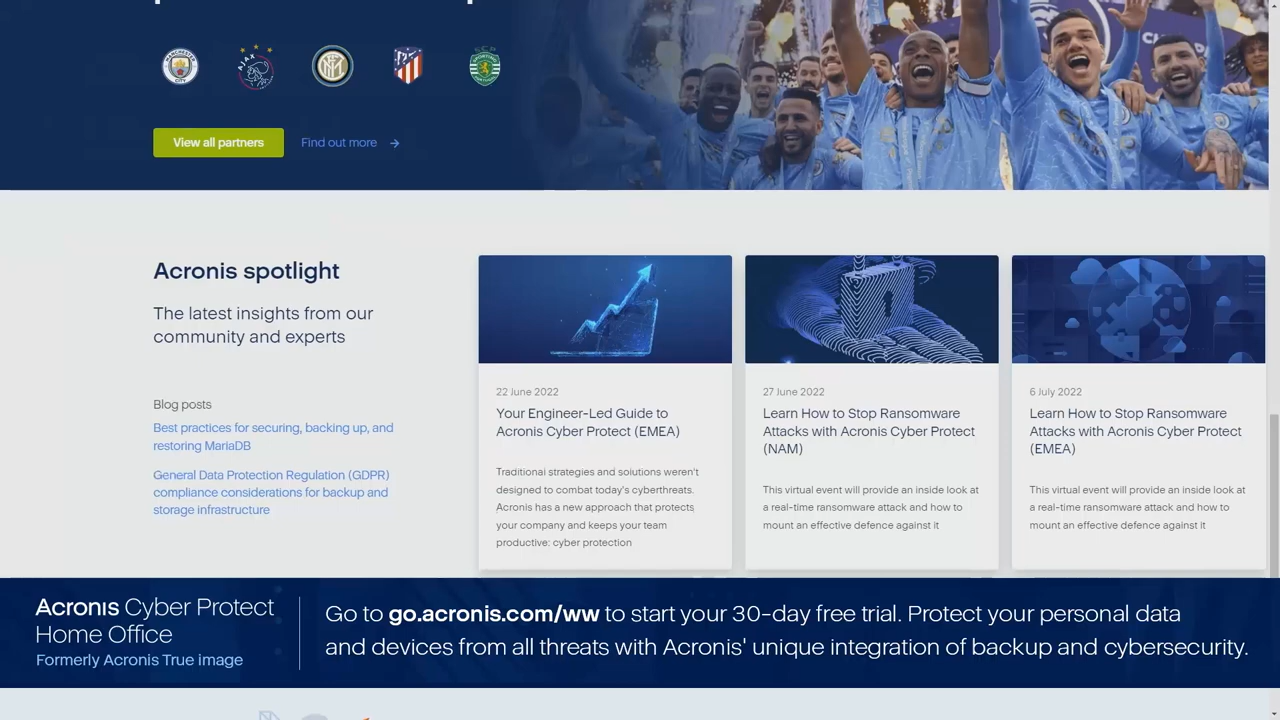 MANCHESTER
CITY
AJAX
SCP
SPORTING
PORTUGAL
View all partners
Find out more →
Acronis spotlight
The latest insights from our
community and experts
Blog posts
Best practices for securing, backing up, and
restoring MariaDB
General Data Protection Regulation (GDPR)
compliance considerations for backup and
storage infrastructure
22 June 2022
Your Engineer-Led Guide to
Acronis Cyber Protect (EMEA)
Traditional strategies and solutions weren't
designed to combat today's cyberthreats.
Acronis has a new approach that protects
your company and keeps your team
productive: cyber protection
27 June 2022
Learn How to Stop Ransomware
Attacks with Acronis Cyber Protect
(NAM)
This virtual event will provide an inside look at
a real-time ransomware attack and how to
mount an effective defence against it
6 July 2022
Learn How to Stop Ransomware
Attacks with Acronis Cyber Protect
(EMEA)
This virtual event will provide an inside look at
a real-time ransomware attack and how to
mount an effective defence against it
Acronis Cyber Protect
Home Office
Formerly Acronis True image
Go to go.acronis.com/ww to start your 30-day free trial. Protect your personal data
and devices from all threats with Acronis' unique integration of backup and cybersecurity.